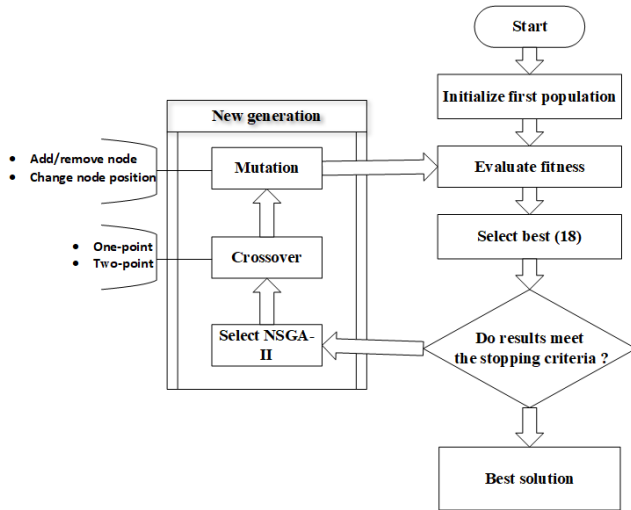 Start
Initialize first population
Evaluate fitness
Select best (18)
Do results meet
the stopping criteria ?
Best solution
New generation
Mutation
Crossover
Select NSGA-
II
• Add/remove node
• Change node position
• One-point
• Two-point